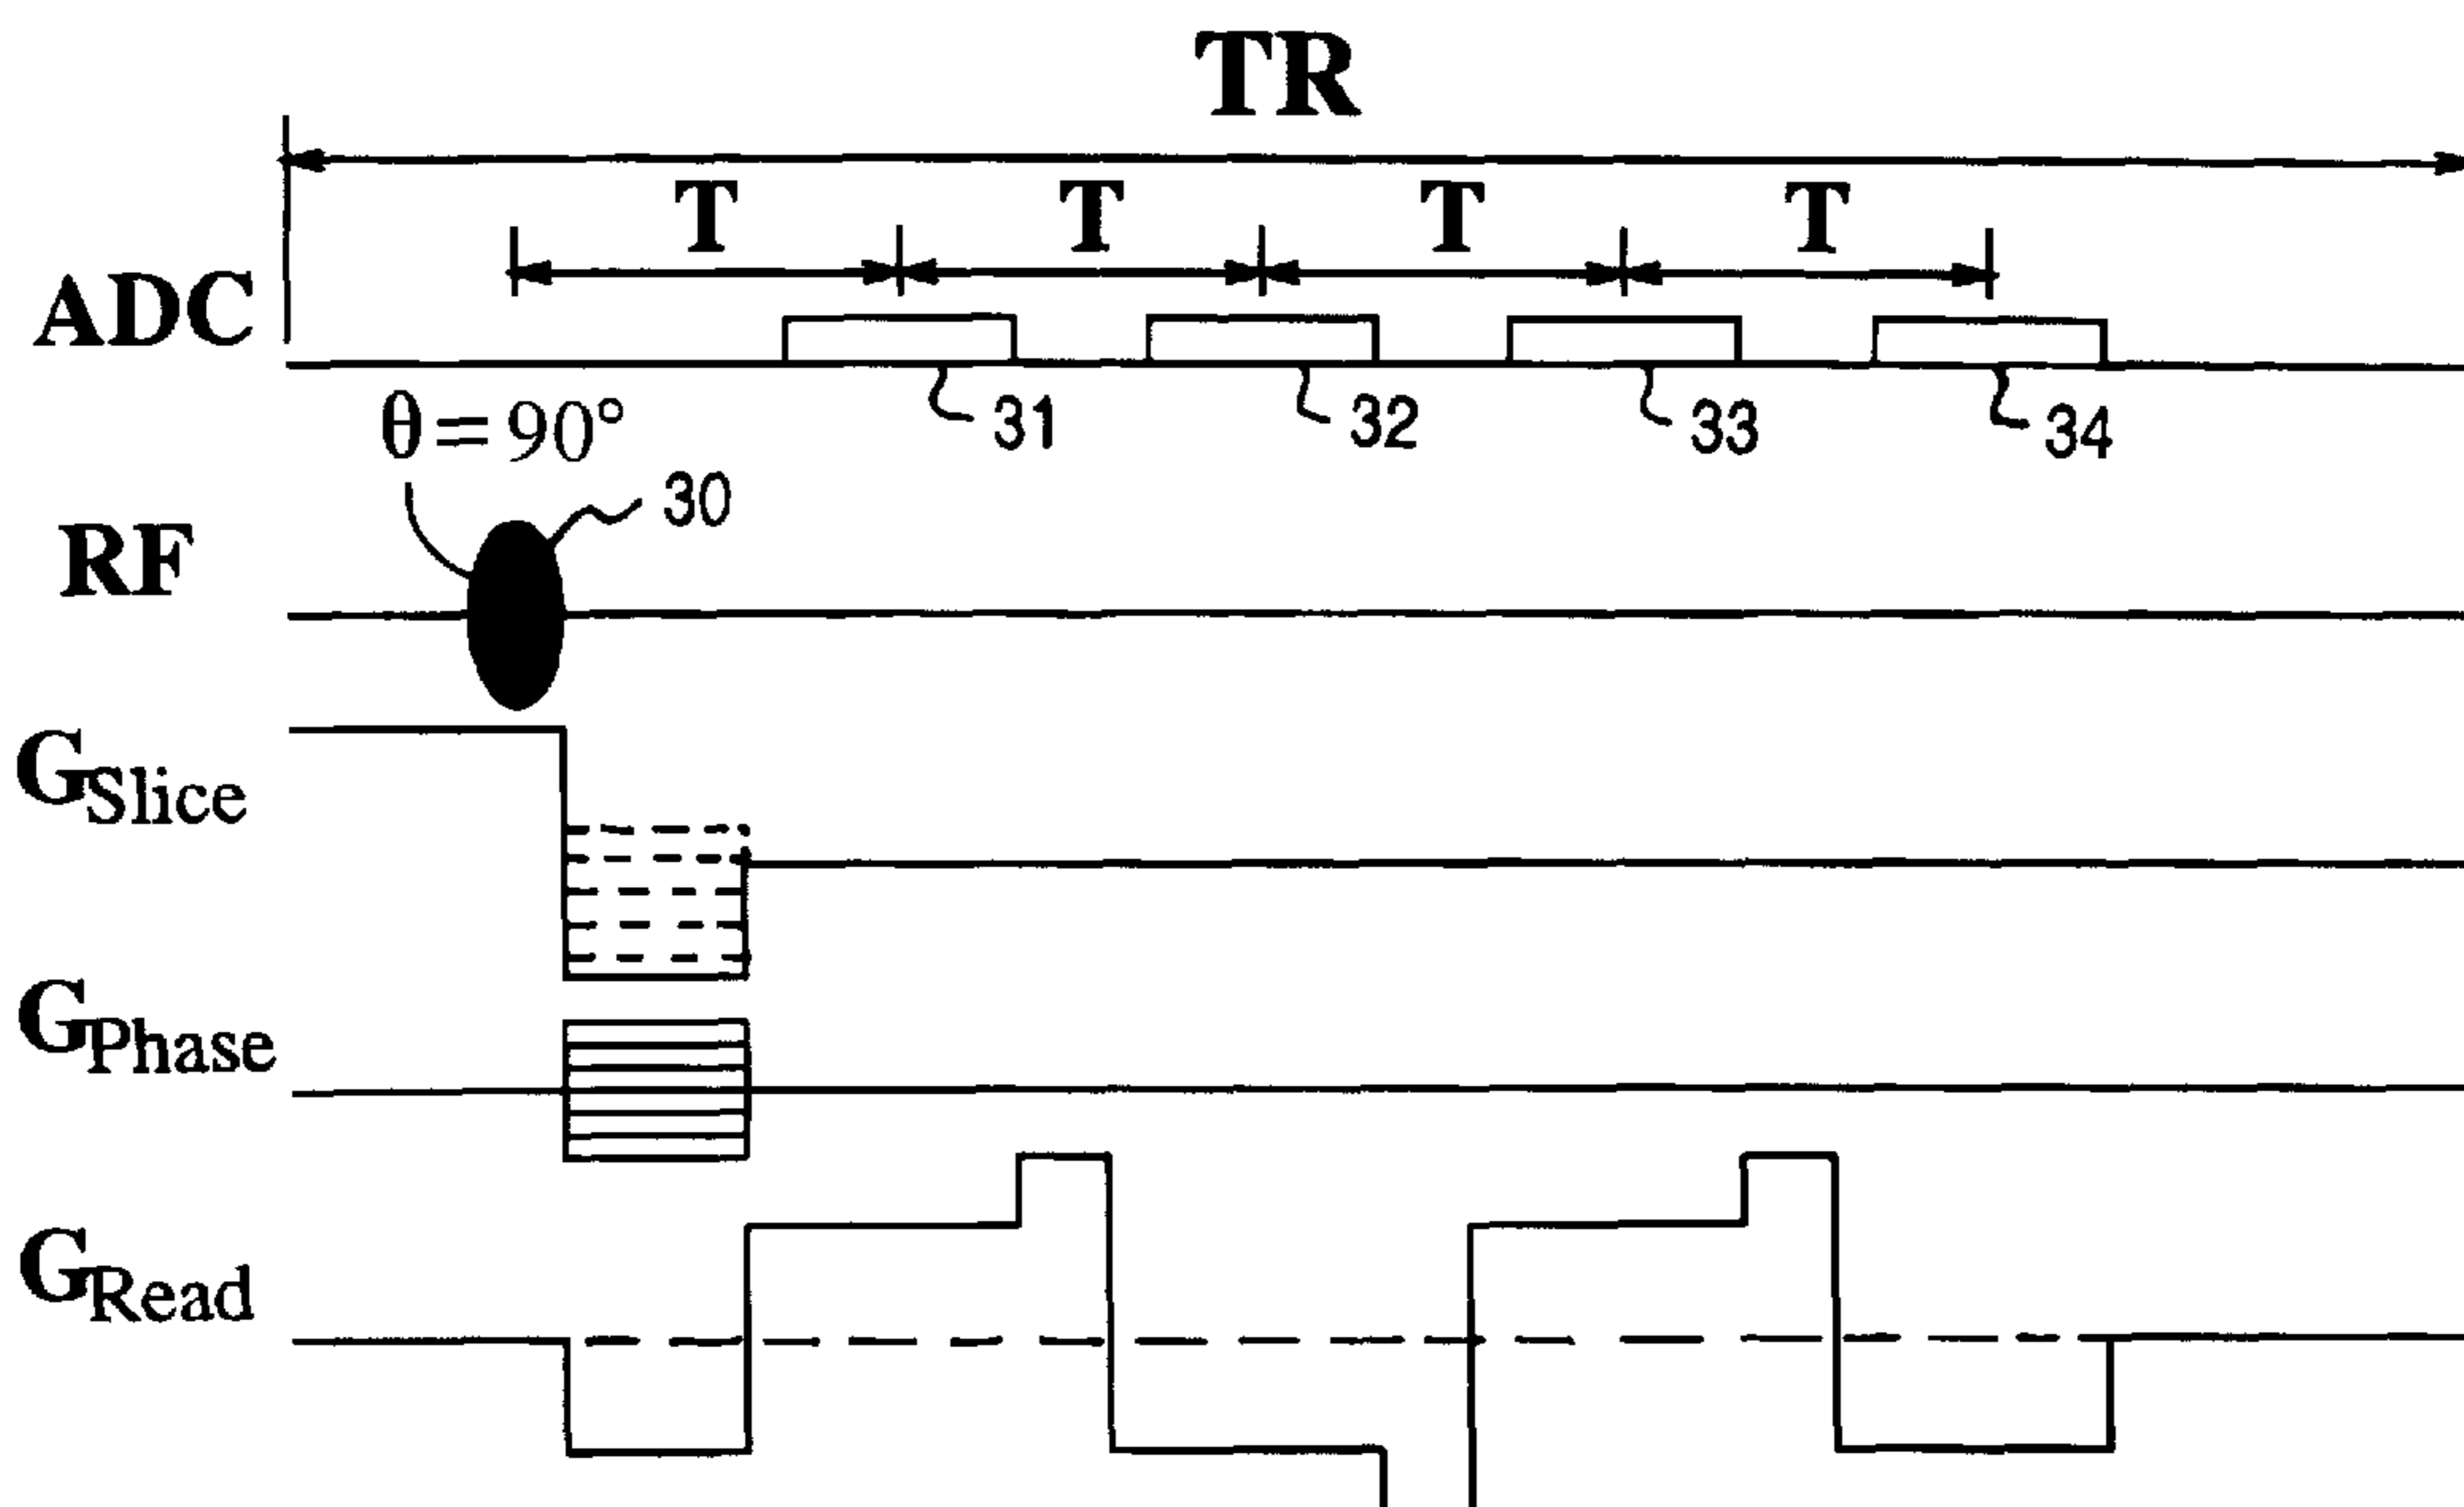 TR
T T T T
ADC
31 32 33 34
θ = 90°
30
RF
GSlice
GPhase
GRead